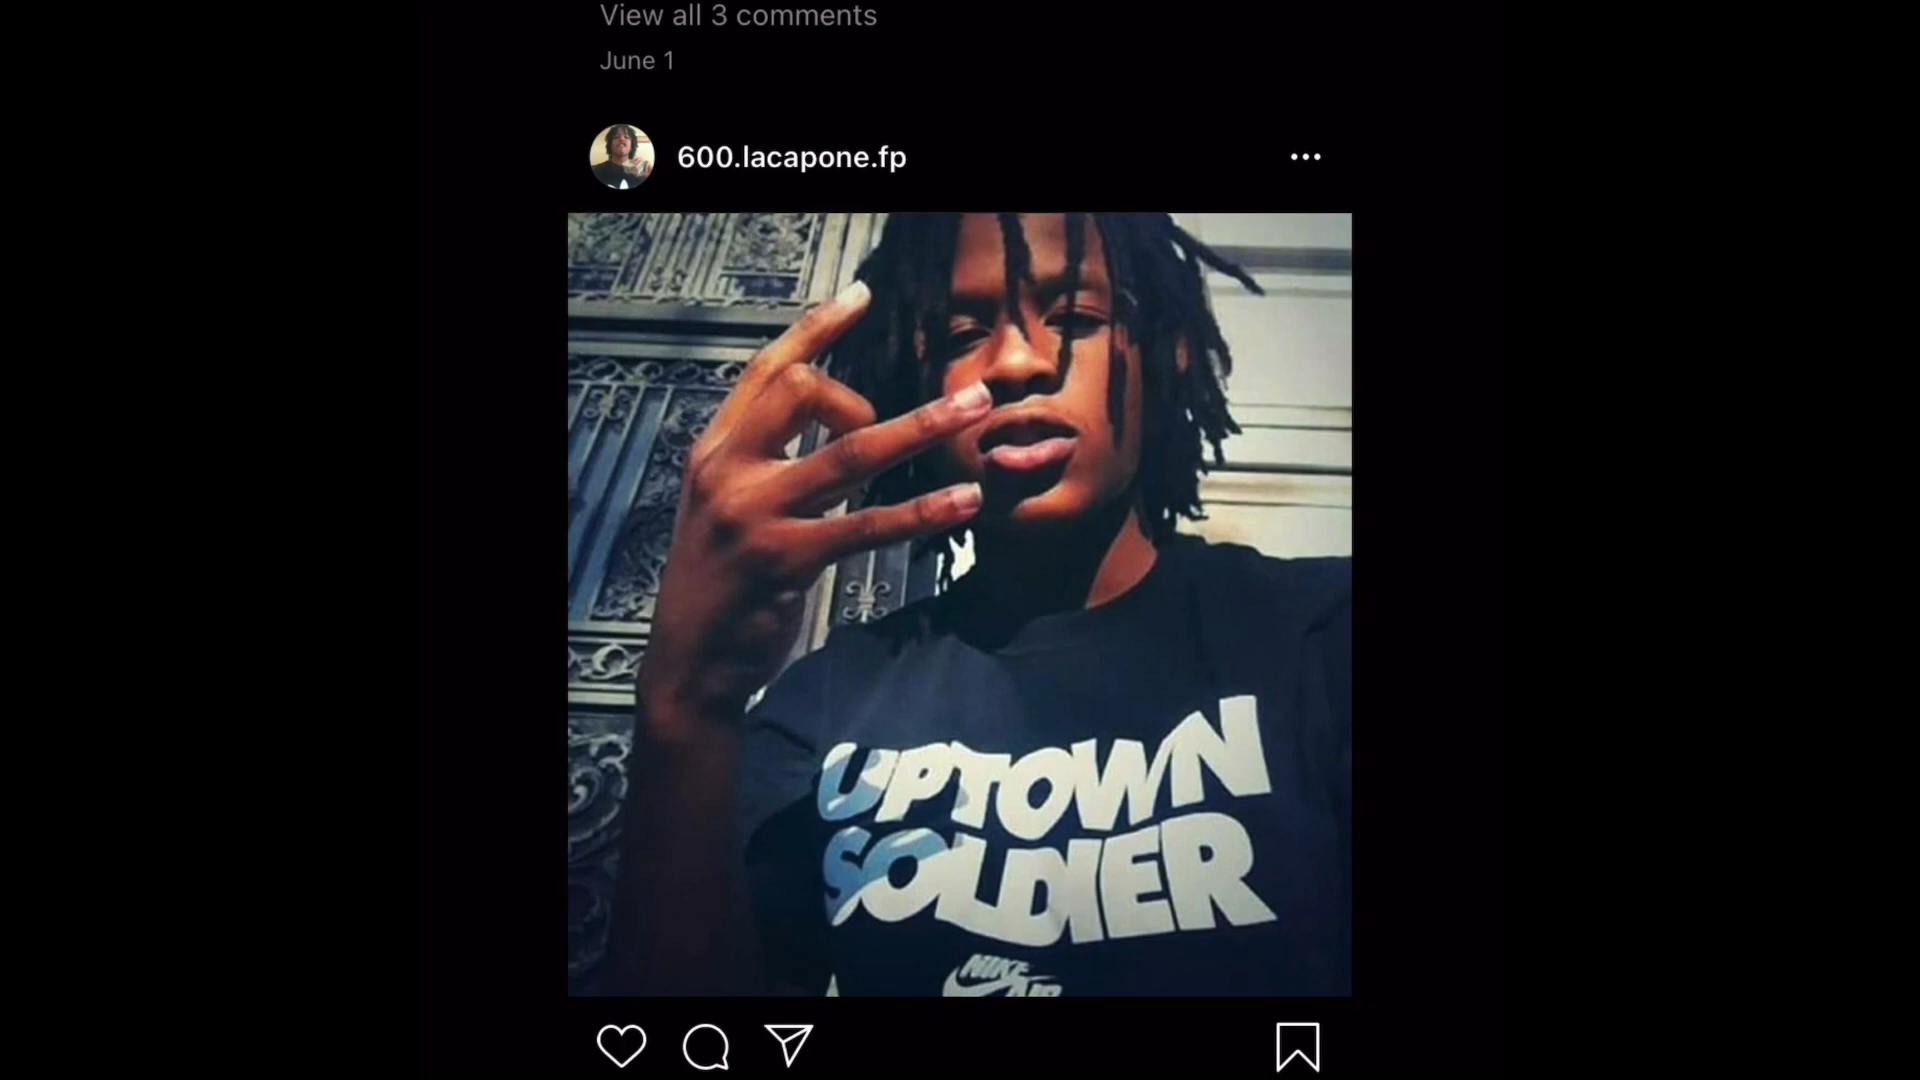 View all 3 comments
June 1
600.lacapone.fp
UPTOWN
SOLDIER
NIKE
AIR